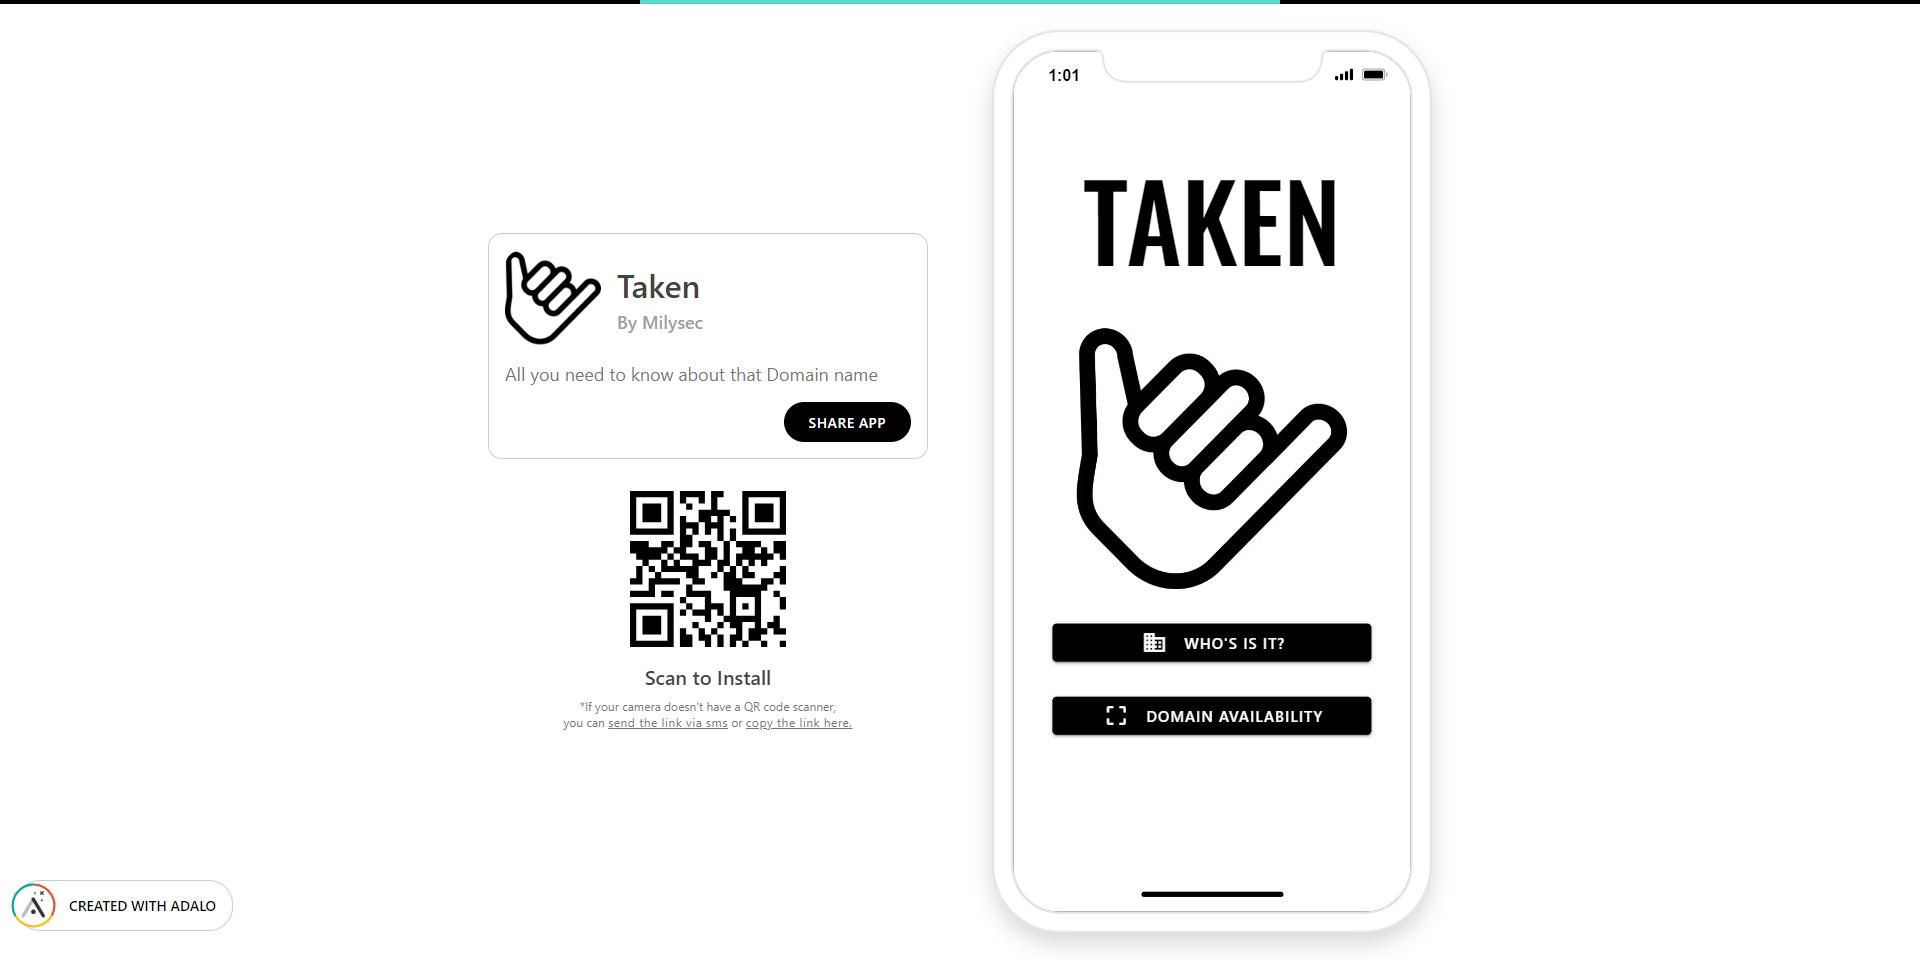 Taken
By Milysec
All you need to know about that Domain name
SHARE APP
Scan to Install
*If your camera doesn't have a QR code scanner,
you can send the link via sms or copy the link here.
CREATED WITH ADALO
1:01
TAKEN
WHO'S IS IT?
DOMAIN AVAILABILITY